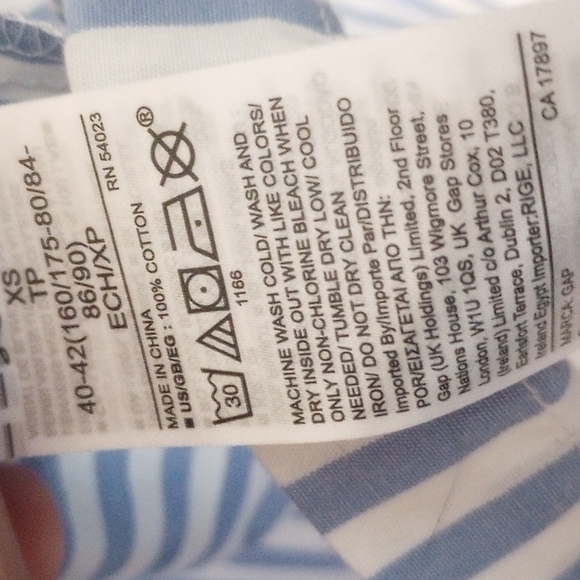 XS
TP
40-42(160/175-80/84-
86/90)
ECH/XP
RN 54023
MADE IN CHINA
■ US/GB/EG : 100% COTTON
30
®
1166
MACHINE WASH COLD/ WASH AND
DRY INSIDE OUT WITH LIKE COLORS/
ONLY NON-CHLORINE BLEACH WHEN
NEEDED/ TUMBLE DRY LOW/ COOL
IRON/ DO NOT DRY CLEAN
Imported By/Importe Par/DISTRIBUIDO
POR/ΕΙΣΑΓΕΤΑΙ ΑΠΟ ΤΗΝ:
Gap (UK Holdings) Limited, 2nd Floor
Nations House, 103 Wigmore Street,
London, W1U 1QS, UK Gap Stores
(Ireland) Limited c/o Arthur Cox, 10
Earlsfort Terrace, Dublin 2, D02 T380,
Ireland Egypt Importer:RIGE, LLC
CA 17897
MARCA: GAP